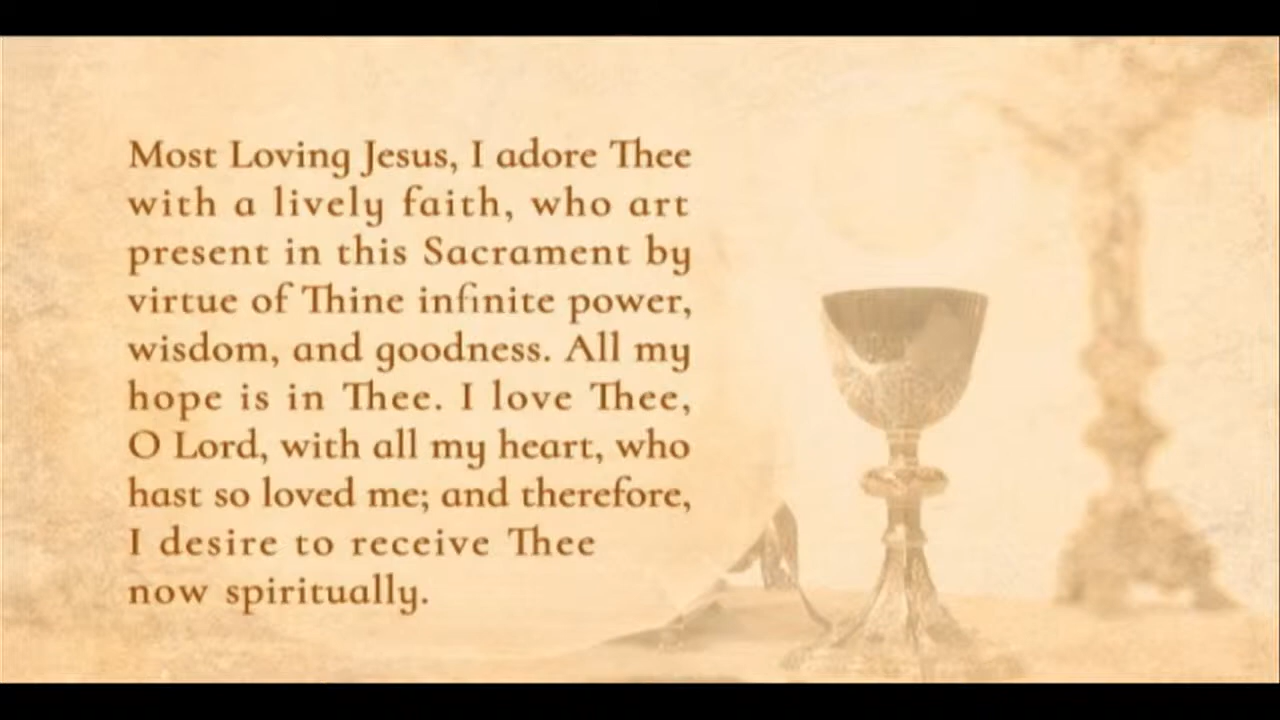 Most Loving Jesus, I adore Thee
with a lively faith, who art
present in this Sacrament by
virtue of Thine infinite power,
wisdom, and goodness. All my
hope is in Thee. I love Thee,
O Lord, with all my heart, who
hast so loved me; and therefore,
I desire to receive Thee
now spiritually.